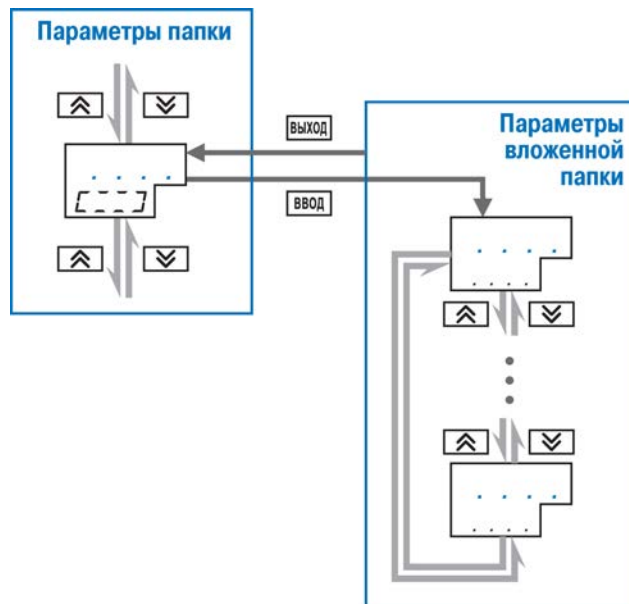 Параметры папки
ВЫХОД
ВВОД
Параметры
вложенной
папки